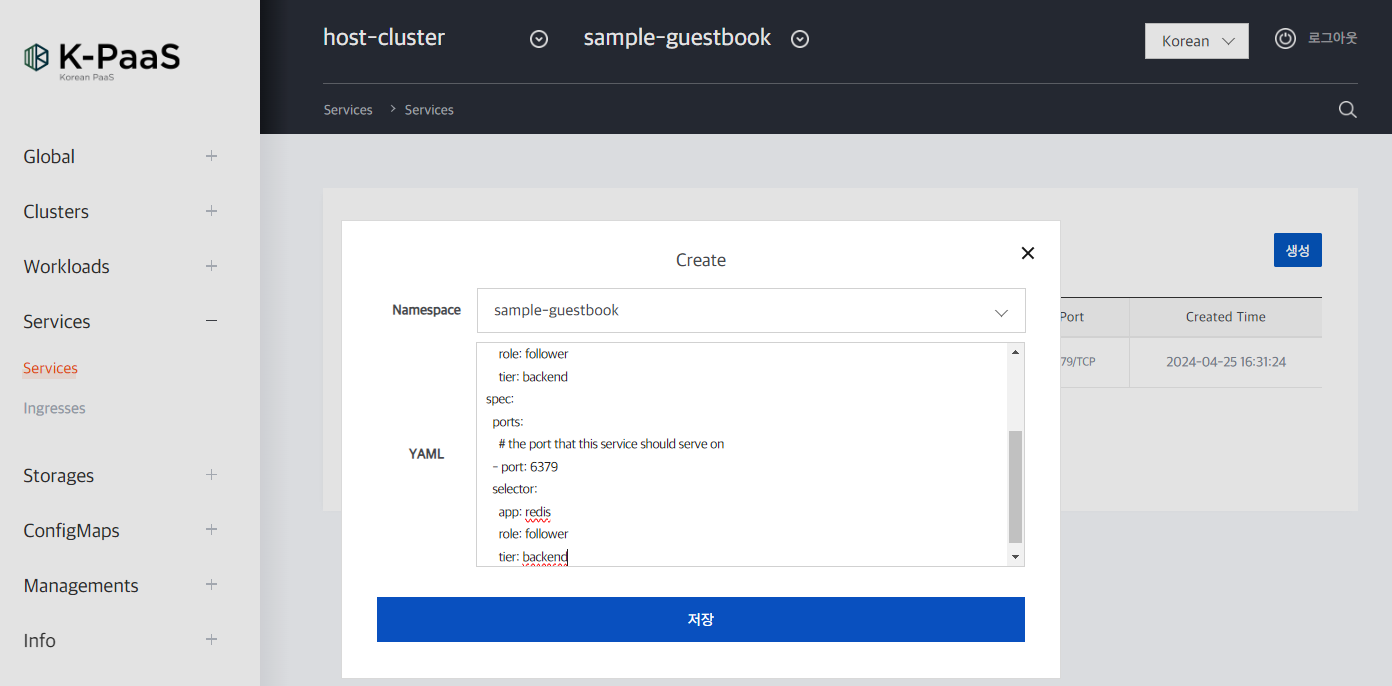 K-PaaS
Korean PaaS
host-cluster
sample-guestbook
Korean
로그아웃
Services > Services
Global
Clusters
Workloads
Services
Services
Ingresses
Storages
ConfigMaps
Managements
Info
생성
Port
Created Time
79/TCP
2024-04-25 16:31:24
Create
Namespace
sample-guestbook
YAML
role: follower
tier: backend
spec:
ports:
# the port that this service should serve on
- port: 6379
selector:
app: redis
role: follower
tier: backend
저장